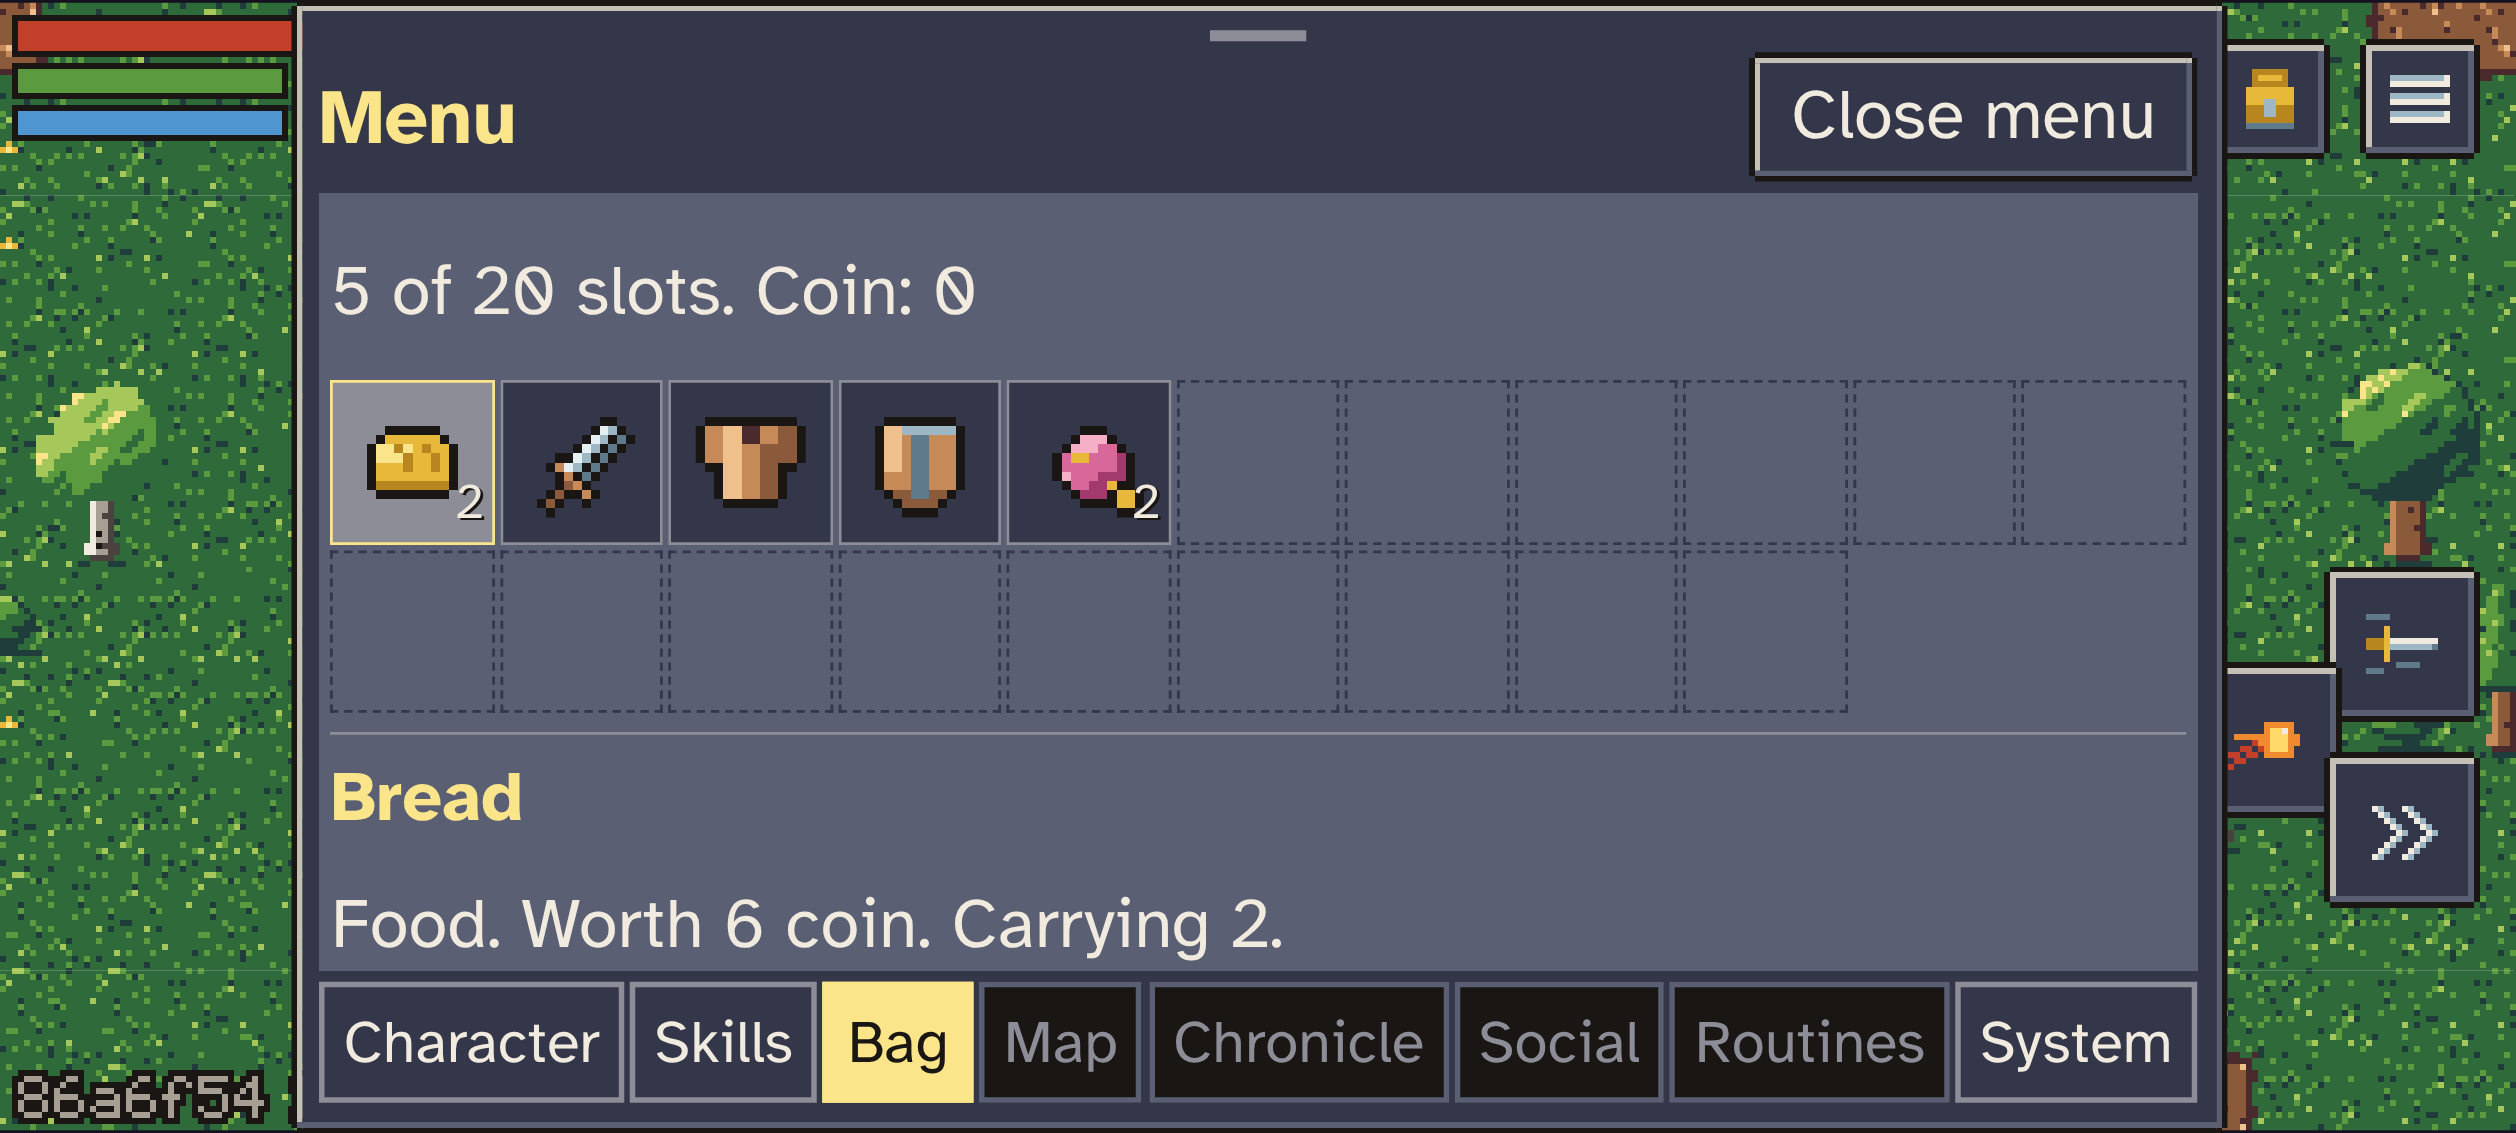 Menu
Close menu
5 of 20 slots. Coin: 0
2
2
Bread
Food. Worth 6 coin. Carrying 2.
Character Skills Bag Map Chronicle Social Routines System
86a6f54